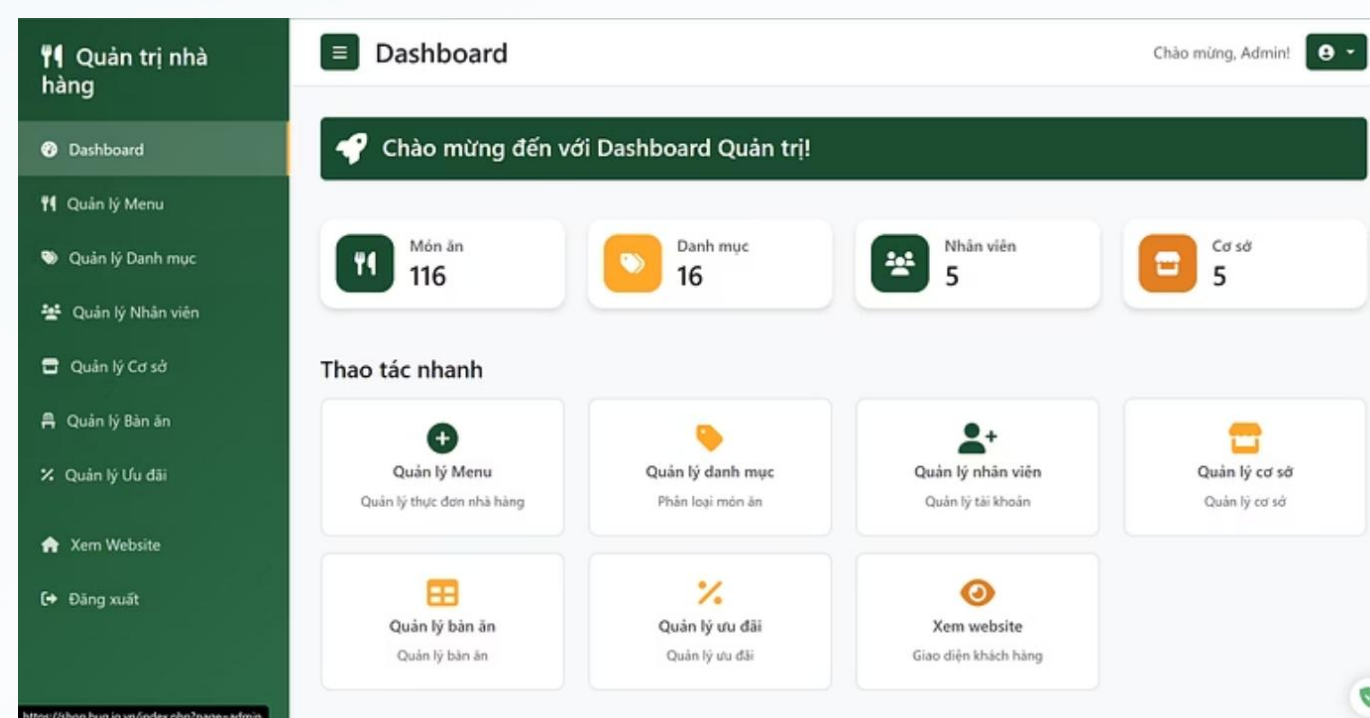 Quản trị nhà
hàng
Dashboard
Quản lý Menu
Quản lý Danh mục
Quản lý Nhân viên
Quản lý Cơ sở
Quản lý Bàn ăn
Quản lý Ưu đãi
Xem Website
Đăng xuất
Dashboard
Chào mừng, Admin!
Chào mừng đến với Dashboard Quản trị!
Món ăn
116
Danh mục
16
Nhân viên
5
Cơ sở
5
Thao tác nhanh
Quản lý Menu
Quản lý thực đơn nhà hàng
Quản lý danh mục
Phân loại món ăn
Quản lý nhân viên
Quản lý tài khoản
Quản lý cơ sở
Quản lý cơ sở
Quản lý bàn ăn
Quản lý bàn ăn
Quản lý ưu đãi
Quản lý ưu đãi
Xem website
Giao diện khách hàng